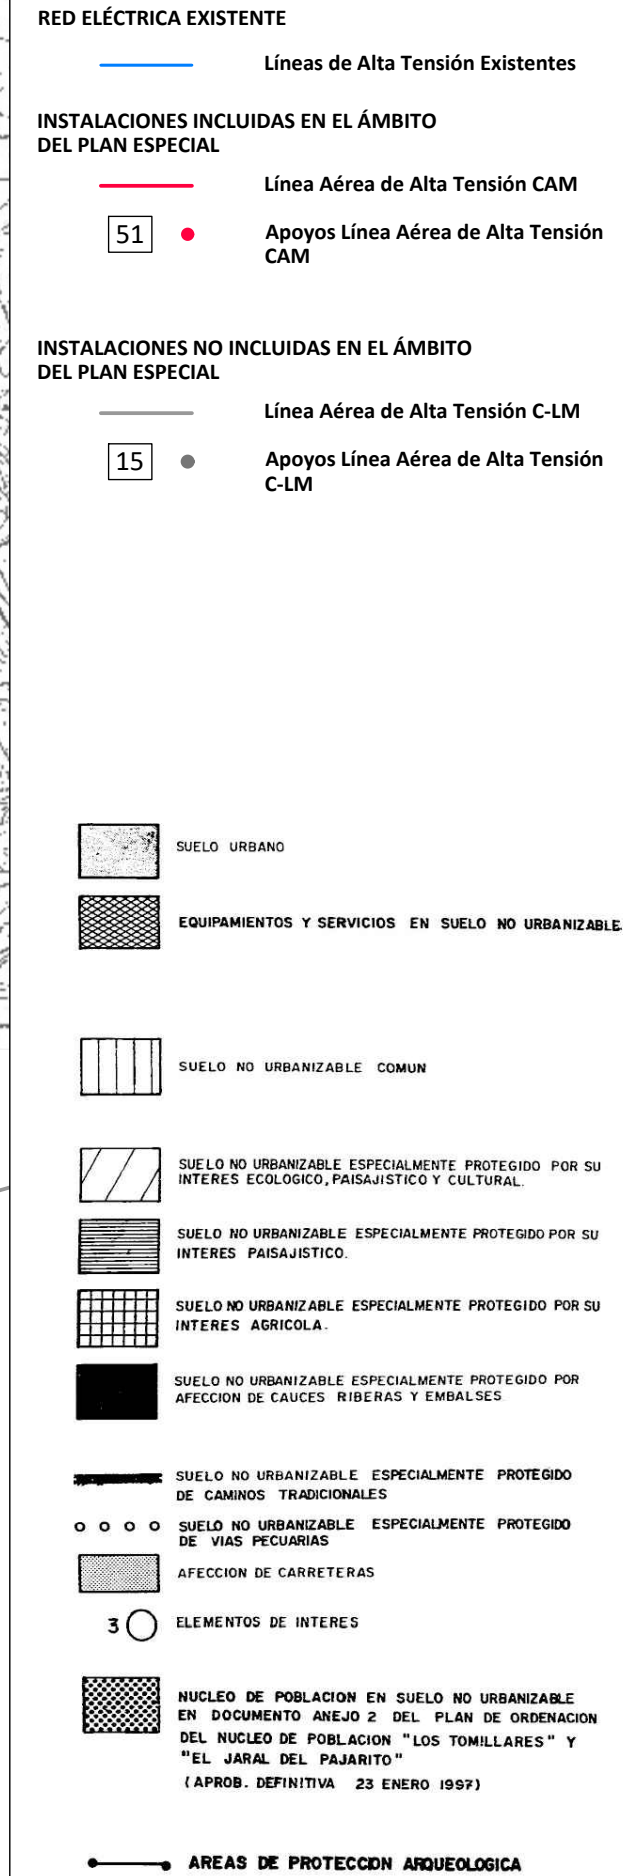 RED ELÉCTRICA EXISTENTE
Líneas de Alta Tensión Existentes
INSTALACIONES INCLUIDAS EN EL ÁMBITO
DEL PLAN ESPECIAL
Línea Aérea de Alta Tensión CAM
51 Apoyos Línea Aérea de Alta Tensión
CAM
INSTALACIONES NO INCLUIDAS EN EL ÁMBITO
DEL PLAN ESPECIAL
Línea Aérea de Alta Tensión C-LM
15 Apoyos Línea Aérea de Alta Tensión
C-LM
SUELO URBANO
EQUIPAMIENTOS Y SERVICIOS EN SUELO NO URBANIZABLE.
SUELO NO URBANIZABLE COMUN
SUELO NO URBANIZABLE ESPECIALMENTE PROTEGIDO POR SU
INTERES ECOLOGICO, PAISAJISTICO Y CULTURAL.
SUELO NO URBANIZABLE ESPECIALMENTE PROTEGIDO POR SU
INTERES PAISAJISTICO.
SUELO NO URBANIZABLE ESPECIALMENTE PROTEGIDO POR SU
INTERES AGRICOLA.
SUELO NO URBANIZABLE ESPECIALMENTE PROTEGIDO POR
AFECCION DE CAUCES RIBERAS Y EMBALSES
SUELO NO URBANIZABLE ESPECIALMENTE PROTEGIDO
DE CAMINOS TRADICIONALES
SUELO NO URBANIZABLE ESPECIALMENTE PROTEGIDO
DE VIAS PECUARIAS
AFECCION DE CARRETERAS
3 ELEMENTOS DE INTERES
NUCLEO DE POBLACION EN SUELO NO URBANIZABLE
EN DOCUMENTO ANEJO 2 DEL PLAN DE ORDENACION
DEL NUCLEO DE POBLACION "LOS TOMILLARES" Y
"EL JARAL DEL PAJARITO"
(APROB. DEFINITIVA 23 ENERO 1997)
AREAS DE PROTECCION ARQUEOLOGICA